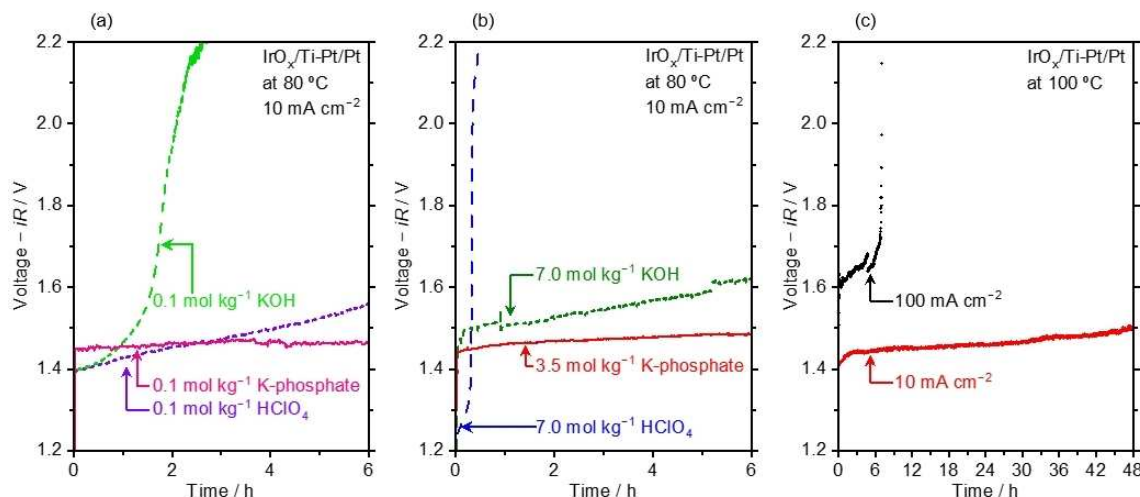 (a)
2.2
2.0
1.8
1.6
1.4
1.2
Voltage – iR / V
IrOₓ/Ti-Pt/Pt
at 80 ºC
10 mA cm⁻²
0.1 mol kg⁻¹ KOH
0.1 mol kg⁻¹ K-phosphate
0.1 mol kg⁻¹ HClO₄
0 2 4 6
Time / h
(b)
2.2
2.0
1.8
1.6
1.4
1.2
Voltage – iR / V
IrOₓ/Ti-Pt/Pt
at 80 ºC
10 mA cm⁻²
7.0 mol kg⁻¹ KOH
3.5 mol kg⁻¹ K-phosphate
7.0 mol kg⁻¹ HClO₄
0 2 4 6
Time / h
(c)
2.2
2.0
1.8
1.6
1.4
1.2
Voltage – iR / V
IrOₓ/Ti-Pt/Pt
at 100 ºC
100 mA cm⁻²
10 mA cm⁻²
0 6 12 18 24 30 36 42 48
Time / h